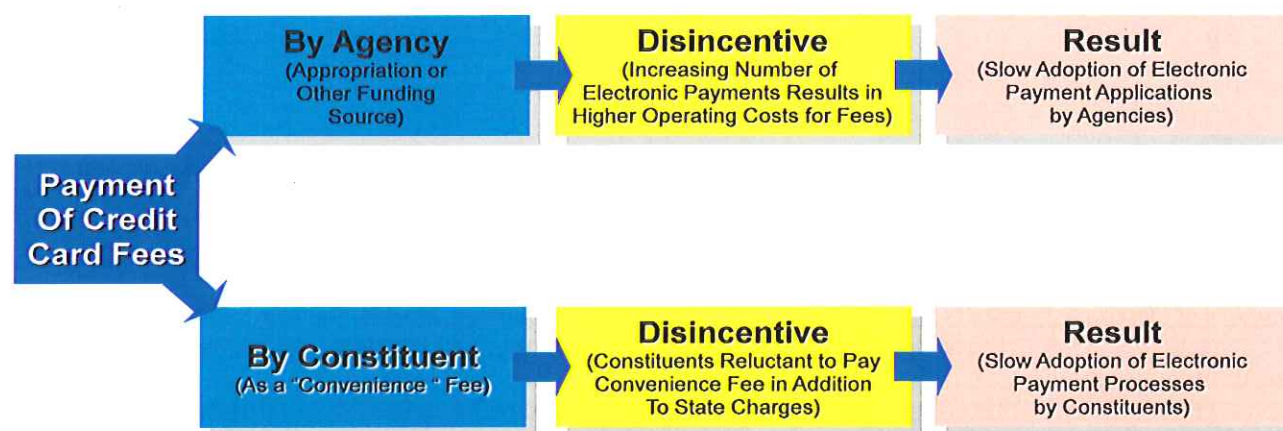 Payment
Of Credit
Card Fees
By Agency
(Appropriation or
Other Funding
Source)
Disincentive
(Increasing Number of
Electronic Payments Results in
Higher Operating Costs for Fees)
Result
(Slow Adoption of Electronic
Payment Applications
by Agencies)
By Constituent
(As a "Convenience " Fee)
Disincentive
(Constituents Reluctant to Pay
Convenience Fee in Addition
To State Charges)
Result
(Slow Adoption of Electronic
Payment Processes
by Constituents)